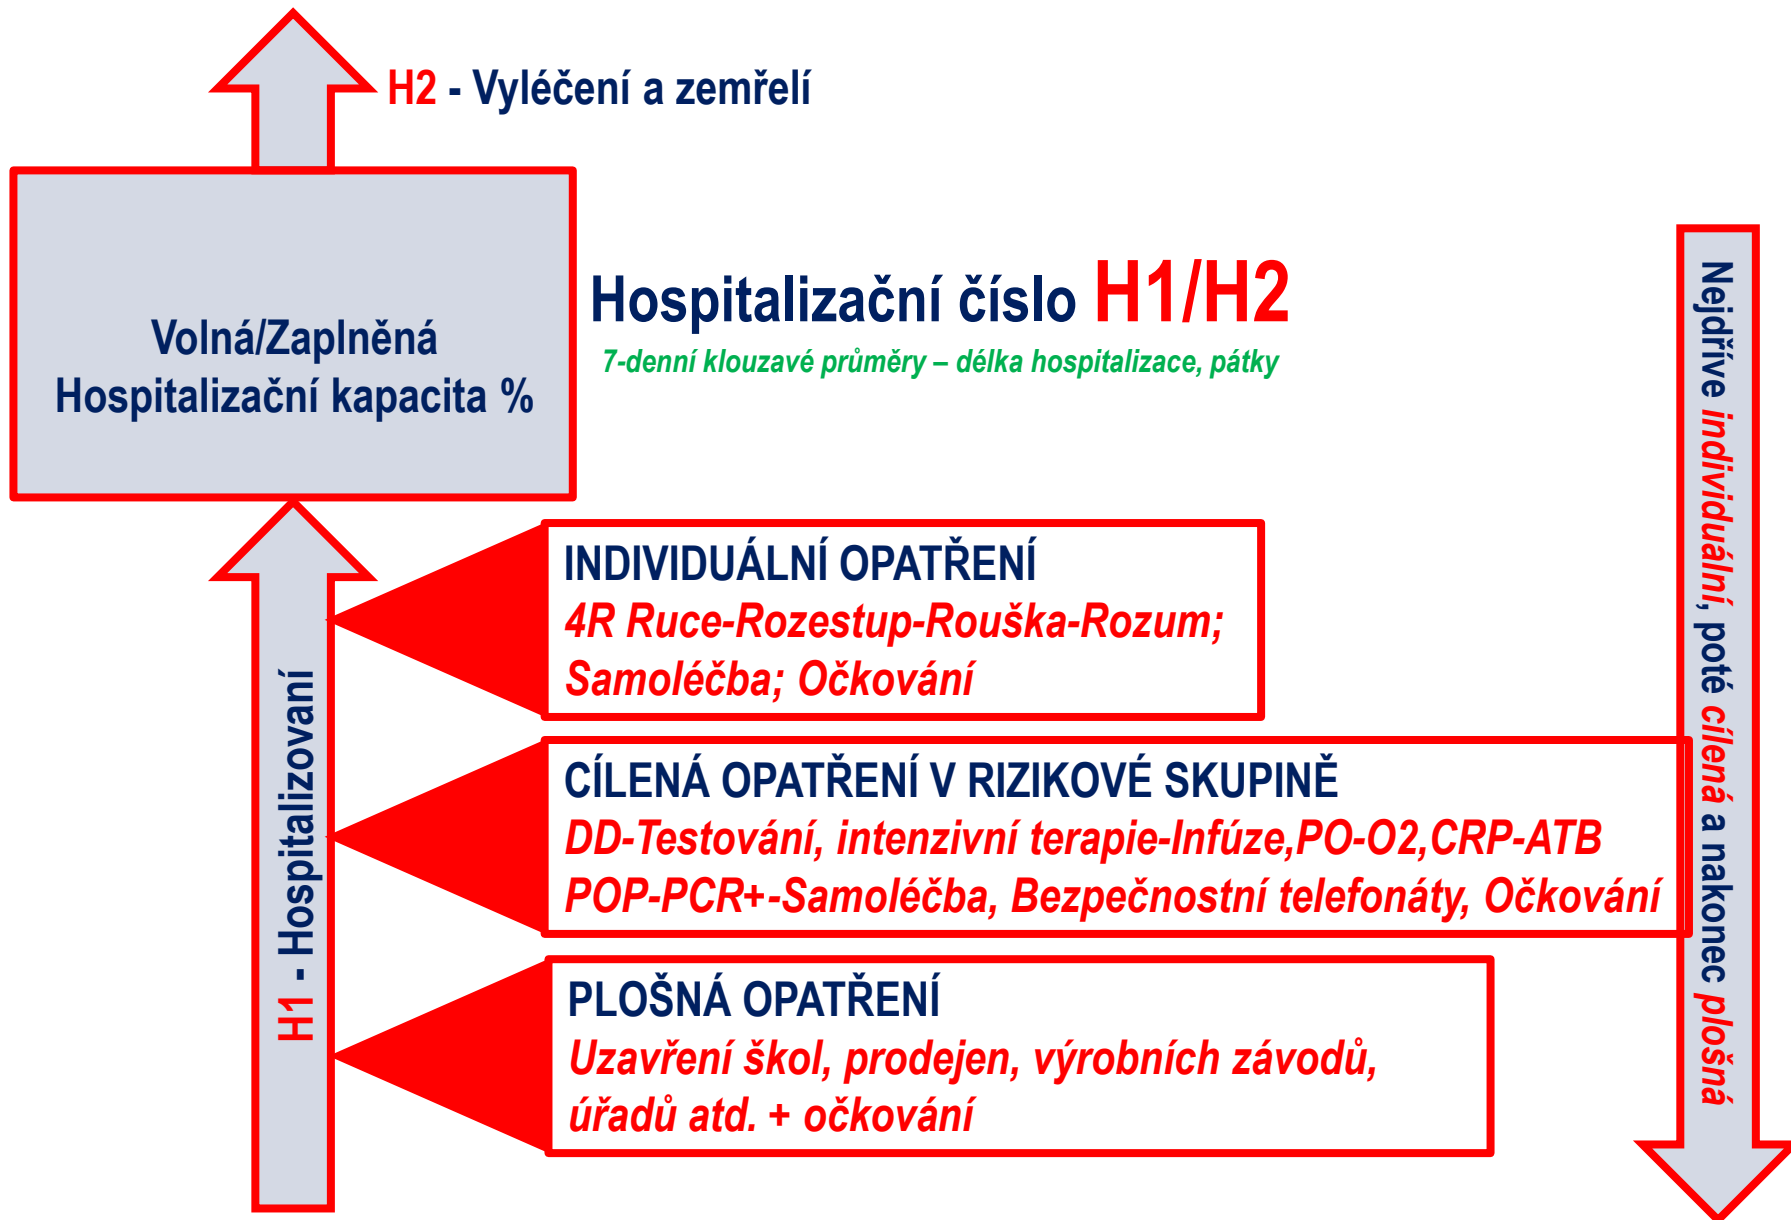 H2 - Vyléčení a zemřelí
Volná/Zaplněná
Hospitalizační kapacita %
Hospitalizační číslo H1/H2
7-denní klouzavé průměry – délka hospitalizace, pátky
H1 - Hospitalizovaní
INDIVIDUÁLNÍ OPATŘENÍ
4R Ruce-Rozestup-Rouška-Rozum;
Samoléčba; Očkování
CÍLENÁ OPATŘENÍ V RIZIKOVÉ SKUPINĚ
DD-Testování, intenzivní terapie-Infúze,PO-O2,CRP-ATB
POP-PCR+-Samoléčba, Bezpečnostní telefonáty, Očkování
PLOŠNÁ OPATŘENÍ
Uzavření škol, prodejen, výrobních závodů,
úřadů atd. + očkování
Nejdříve individuální, poté cílená a nakonec plošná